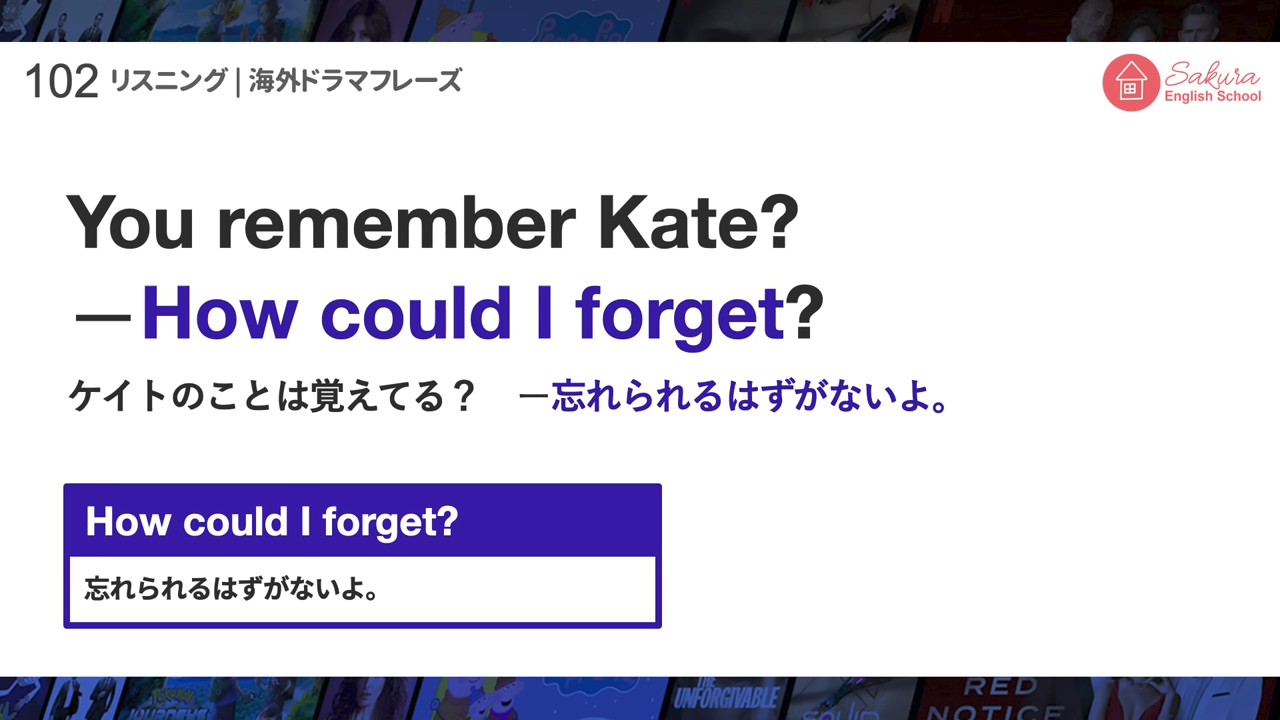 102 リスニング | 海外ドラマフレーズ
Sakura
English School
You remember Kate?
—How could I forget?
ケイトのことは覚えてる？ —忘れられるはずがないよ。
How could I forget?
忘れられるはずがないよ。
THE
UNFORGIVABLE
RED
NOTICE